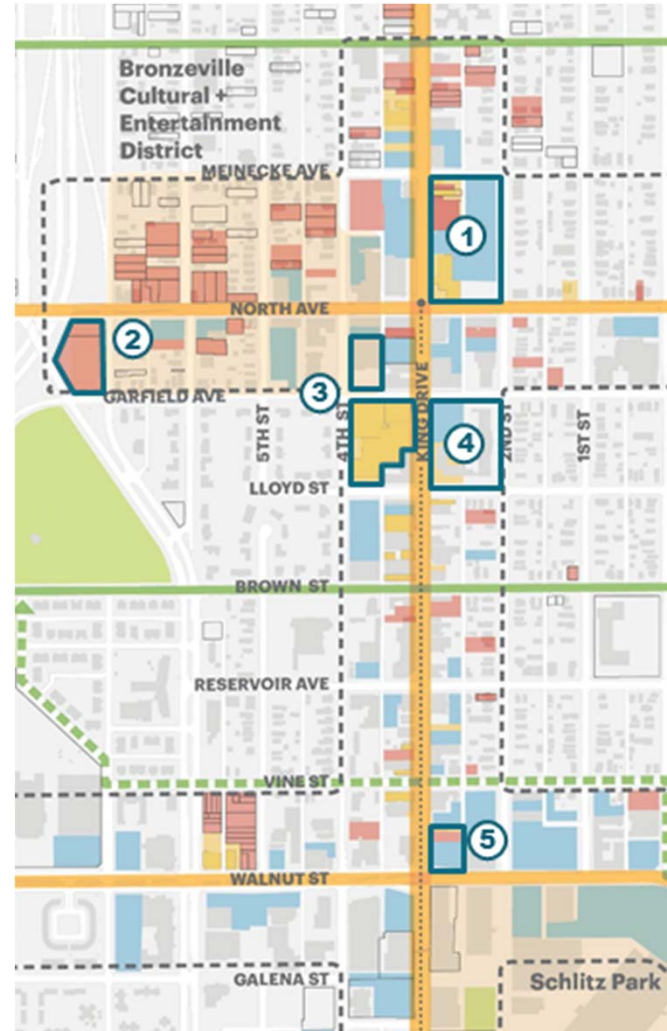 Bronzeville
Cultural +
Entertainment
District
MEINECKE AVE
1
NORTH AVE
2
3
GARFIELD AVE
5TH ST
4TH ST
KING DRIVE
4
2ND ST
1ST ST
LLOYD ST
BROWN ST
RESERVOIR AVE
VINE ST
5
WALNUT ST
GALENA ST
Schlitz Park